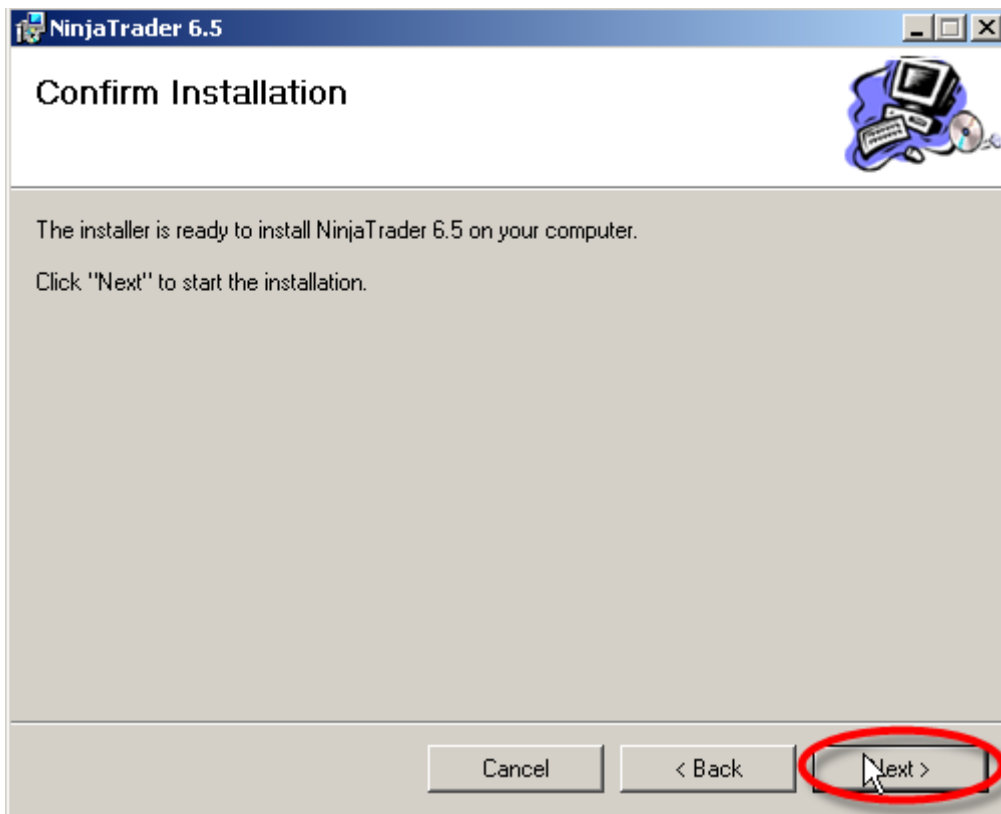 NinjaTrader 6.5
Confirm Installation
The installer is ready to install NinjaTrader 6.5 on your computer.
Click "Next" to start the installation.
Cancel
< Back
Next >